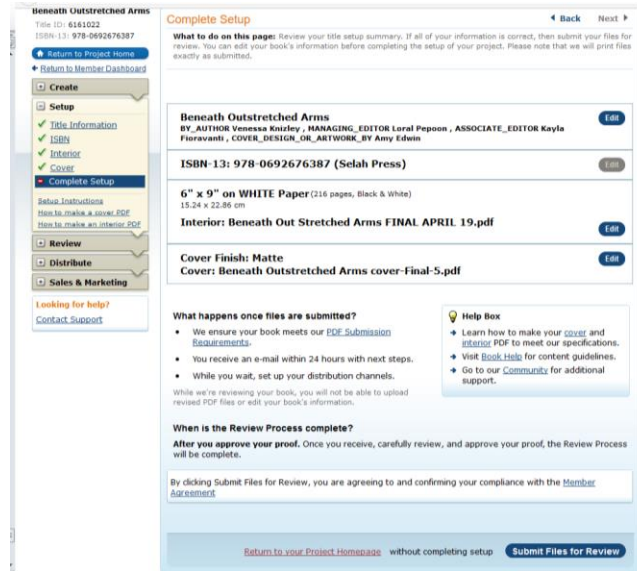 Beneath Outstretched Arms
Title ID: 6161022
ISBN-13: 978-0692676387
Return to Project Home
Return to Member Dashboard
Create
Setup
Title Information
ISBN
Interior
Cover
Complete Setup
Setup Instructions
How to make a cover PDF
How to make an interior PDF
Review
Distribute
Sales & Marketing
Looking for help?
Contact Support
Complete Setup
Back Next
What to do on this page: Review your title setup summary. If all of your information is correct, then submit your files for
review. You can edit your book's information before completing the setup of your project. Please note that we will print files
exactly as submitted.
Beneath Outstretched Arms
Edit
BY_AUTHOR Venessa Knizley , MANAGING_EDITOR Loral Pepoon , ASSOCIATE_EDITOR Kayla
Fioravanti , COVER_DESIGN_OR_ARTWORK_BY Amy Edwin
ISBN-13: 978-0692676387 (Selah Press)
Edit
6" x 9" on WHITE Paper (216 pages, Black & White)
15.24 x 22.86 cm
Interior: Beneath Out Stretched Arms FINAL APRIL 19.pdf
Edit
Cover Finish: Matte
Edit
Cover: Beneath Outstretched Arms cover-Final-5.pdf
What happens once files are submitted?
• We ensure your book meets our PDF Submission
Requirements.
• You receive an e-mail within 24 hours with next steps.
• While you wait, set up your distribution channels.
While we're reviewing your book, you will not be able to upload
revised PDF files or edit your book's information.
Help Box
Learn how to make your cover and
interior PDF to meet our specifications.
Visit Book Help for content guidelines.
Go to our Community for additional
support.
When is the Review Process complete?
After you approve your proof. Once you receive, carefully review, and approve your proof, the Review Process
will be complete.
By clicking Submit Files for Review, you are agreeing to and confirming your compliance with the Member
Agreement
Return to your Project Homepage without completing setup Submit Files for Review